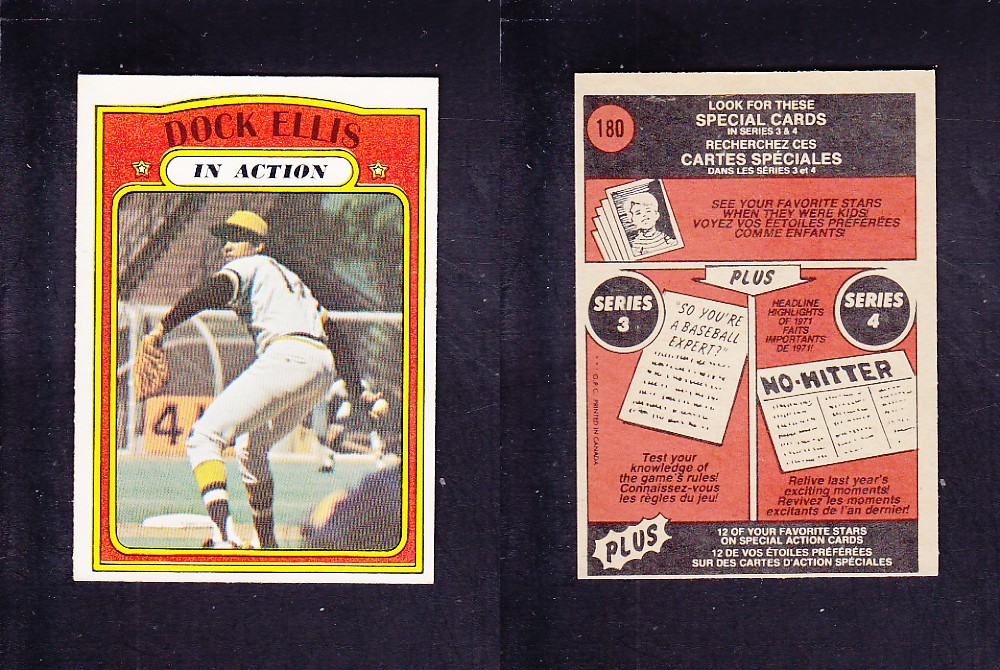 DOCK ELLIS
IN ACTION
4
180
LOOK FOR THESE
SPECIAL CARDS
IN SERIES 3 & 4
RECHERCHEZ CES
CARTES SPÉCIALES
DANS LES SÉRIES 3 et 4
SEE YOUR FAVORITE STARS
WHEN THEY WERE KIDS!
VOYEZ VOS ÉTOILES PRÉFÉRÉES
COMME ENFANTS!
PLUS
SERIES
3
"SO YOU'RE
A BASEBALL
EXPERT?"
Test your
knowledge of
the game's rules!
Connaissez-vous
les règles du jeu!
HEADLINE
HIGHLIGHTS
OF 1971
FAITS
IMPORTANTS
DE 1971!
SERIES
4
NO-HITTER
Relive last year's
exciting moments!
Revivez les moments
excitants de l'an dernier!
* * * O.P.C. PRINTED IN CANADA
PLUS
12 OF YOUR FAVORITE STARS
ON SPECIAL ACTION CARDS
12 DE VOS ÉTOILES PRÉFÉRÉES
SUR DES CARTES D'ACTION SPÉCIALES